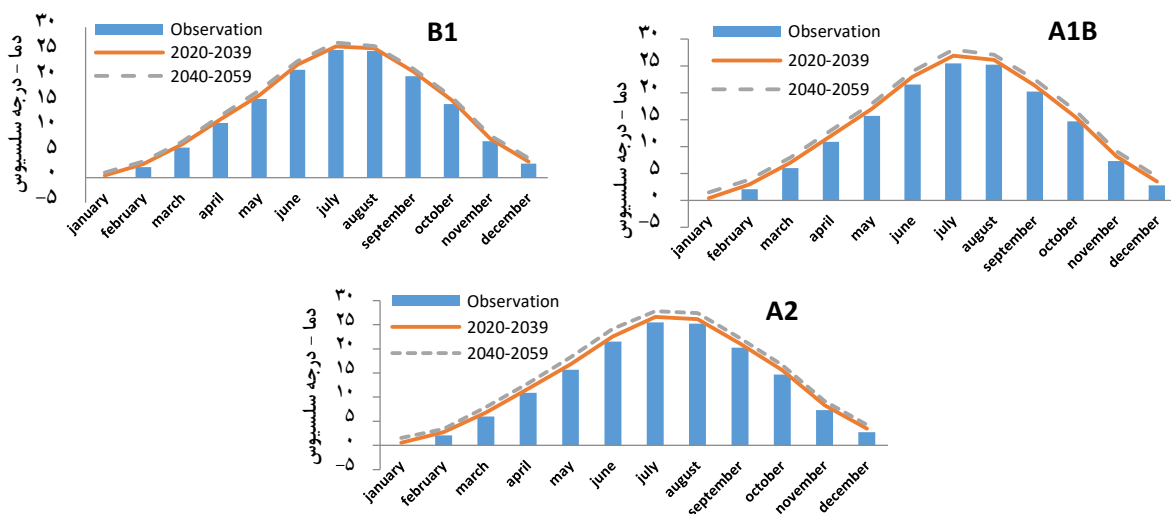 B1
Observation
2020-2039
2040-2059
۳۰
۲۵
۲۰
۱۵
۱۰
۵
۰
−۵
دما – درجه سلسیوس
january
february
march
april
may
june
july
august
september
october
november
december
A1B
Observation
2020-2039
2040-2059
۳۰
۲۵
۲۰
۱۵
۱۰
۵
۰
−۵
دما – درجه سلسیوس
january
february
march
april
may
june
july
august
september
october
november
december
A2
Observation
2020-2039
2040-2059
۳۰
۲۵
۲۰
۱۵
۱۰
۵
۰
−۵
دما – درجه سلسیوس
january
february
march
april
may
june
july
august
september
october
november
december